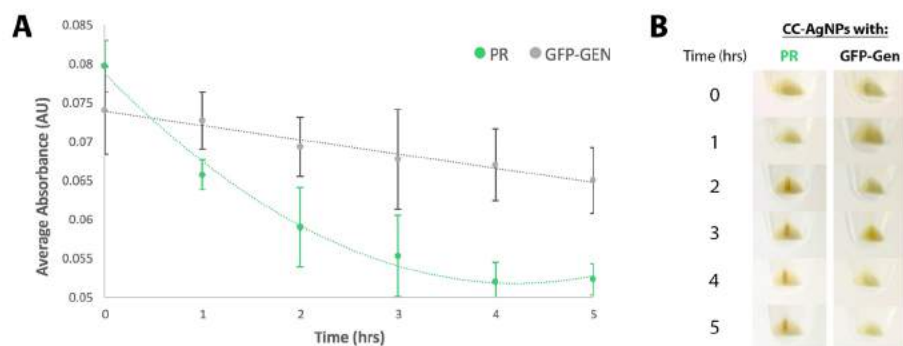 A
PR GFP-GEN
Average Absorbance (AU)
0.085
0.08
0.075
0.07
0.065
0.06
0.055
0.05
0 1 2 3 4 5
Time (hrs)
B
CC-AgNPs with:
Time (hrs) PR GFP-Gen
0
1
2
3
4
5